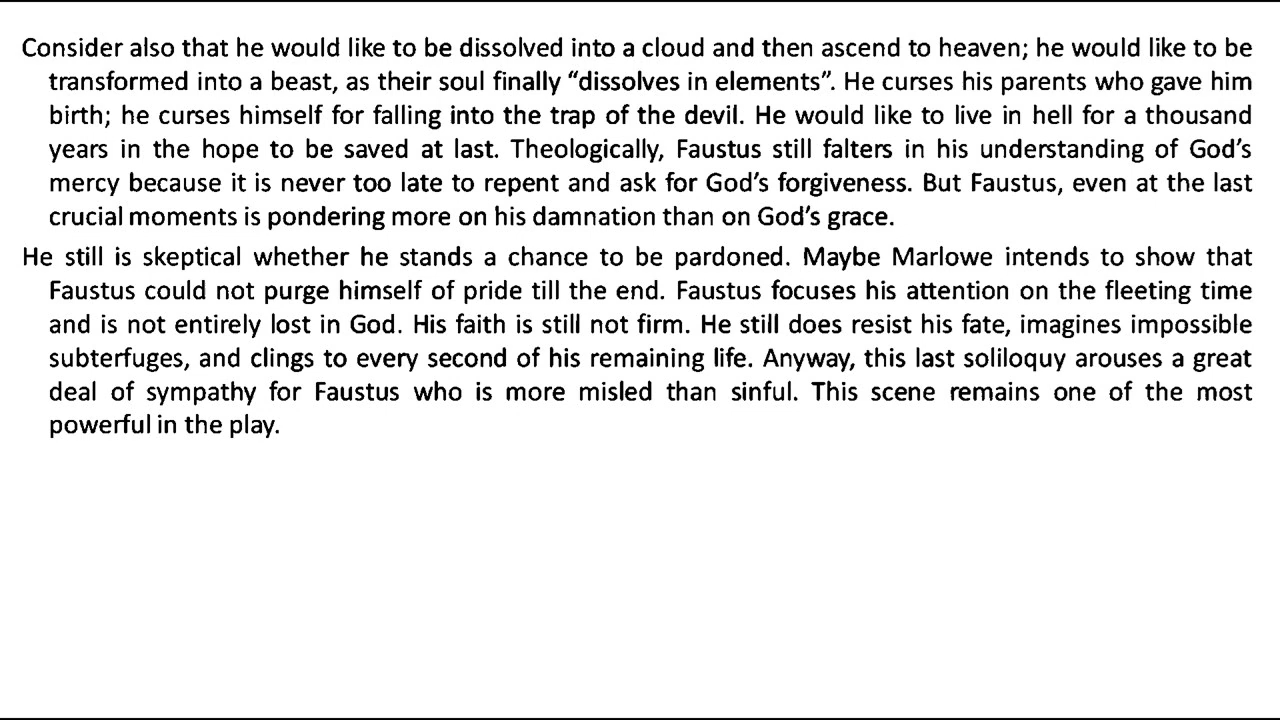 Consider also that he would like to be dissolved into a cloud and then ascend to heaven; he would like to be
transformed into a beast, as their soul finally “dissolves in elements”. He curses his parents who gave him
birth; he curses himself for falling into the trap of the devil. He would like to live in hell for a thousand
years in the hope to be saved at last. Theologically, Faustus still falters in his understanding of God’s
mercy because it is never too late to repent and ask for God’s forgiveness. But Faustus, even at the last
crucial moments is pondering more on his damnation than on God’s grace.
He still is skeptical whether he stands a chance to be pardoned. Maybe Marlowe intends to show that
Faustus could not purge himself of pride till the end. Faustus focuses his attention on the fleeting time
and is not entirely lost in God. His faith is still not firm. He still does resist his fate, imagines impossible
subterfuges, and clings to every second of his remaining life. Anyway, this last soliloquy arouses a great
deal of sympathy for Faustus who is more misled than sinful. This scene remains one of the most
powerful in the play.